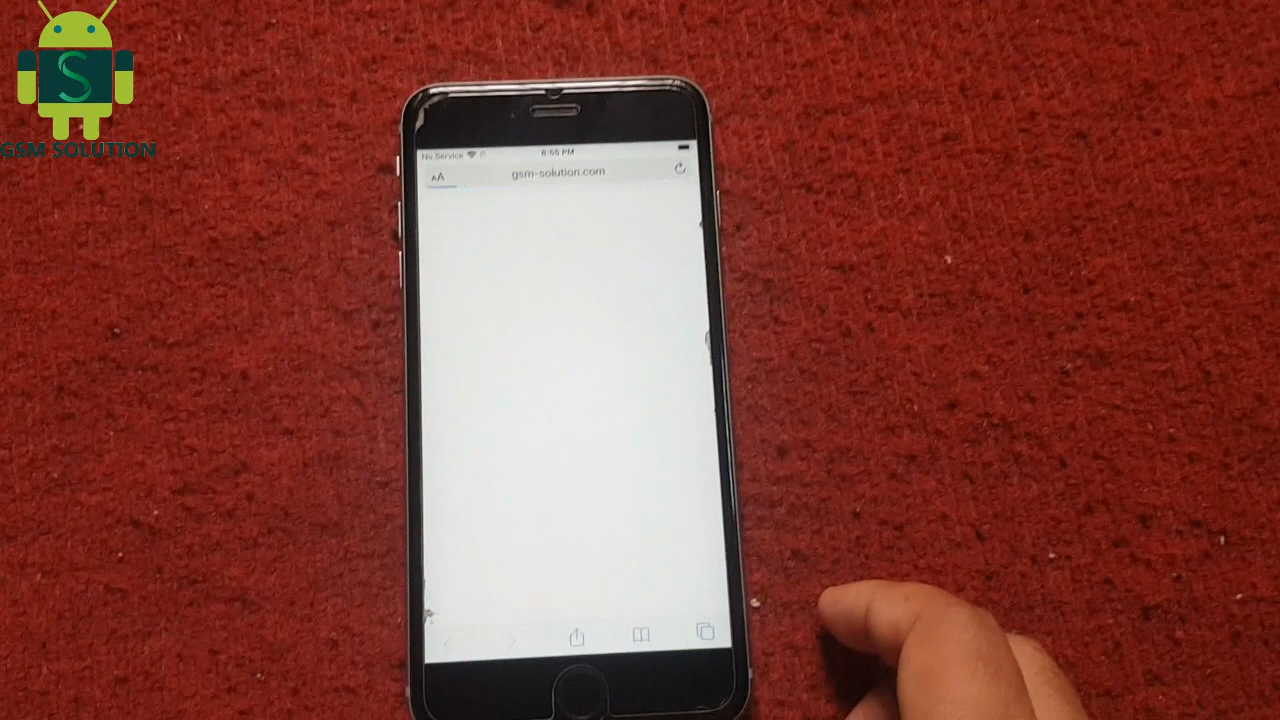 S
GSM SOLUTION
No Service
8:55 PM
AA
gsm-solution.com